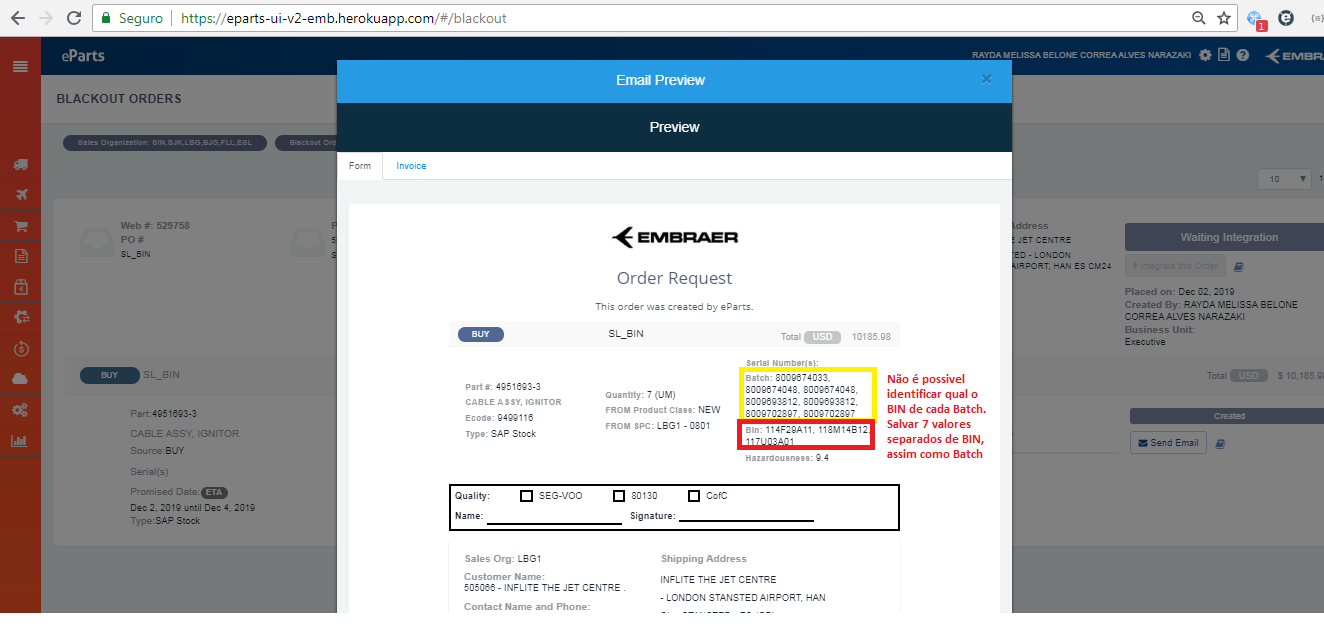 Seguro
https://eparts-ui-v2-emb.herokuapp.com/#/blackout
1
eParts
RAYDA MELISSA BELONE CORREA ALVES NARAZAKI
EMBR
BLACKOUT ORDERS
Sales Organization: SIN,SJK,LBG,BJG,FLL,ESL
Blackout Ord
10
Web #: 529758
PO #
SL_BIN
Address
E JET CENTRE
TED - LONDON
AIRPORT, HAN ES CM24
Waiting Integration
Integrate this Order
Placed on: Dec 02, 2019
Created By: RAYDA MELISSA BELONE
CORREA ALVES NARAZAKI
Business Unit:
Executive
BUY
SL_BIN
Total USD $ 10,185.98
Part:4951693-3
CABLE ASSY, IGNITOR
Source:BUY
Serial(s)
Promised Date: ETA
Dec 2, 2019 until Dec 4, 2019
Type:SAP Stock
Created
Send Email
Email Preview
×
Preview
Form
Invoice
EMBRAER
Order Request
This order was created by eParts.
BUY
SL_BIN
Total USD 10185.98
Part #: 4951693-3
CABLE ASSY, IGNITOR
Ecode: 9499116
Type: SAP Stock
Quantity: 7 (UM)
FROM Product Class: NEW
FROM SPC: LBG1 - 0801
Serial Number(s):
Batch: 8009674033,
8009674048, 8009674048,
8009693812, 8009693812,
8009702897, 8009702897
Bin: 114F29A11, 118M14B12,
117U03A01
Hazardousness: 9.4
Não é possivel
identificar qual o
BIN de cada Batch.
Salvar 7 valores
separados de BIN,
assim como Batch
Quality:
SEG-VOO
80130
CofC
Name:
Signature:
Sales Org: LBG1
Customer Name:
505066 - INFLITE THE JET CENTRE .
Contact Name and Phone:
Shipping Address
INFLITE THE JET CENTRE
- LONDON STANSTED AIRPORT, HAN